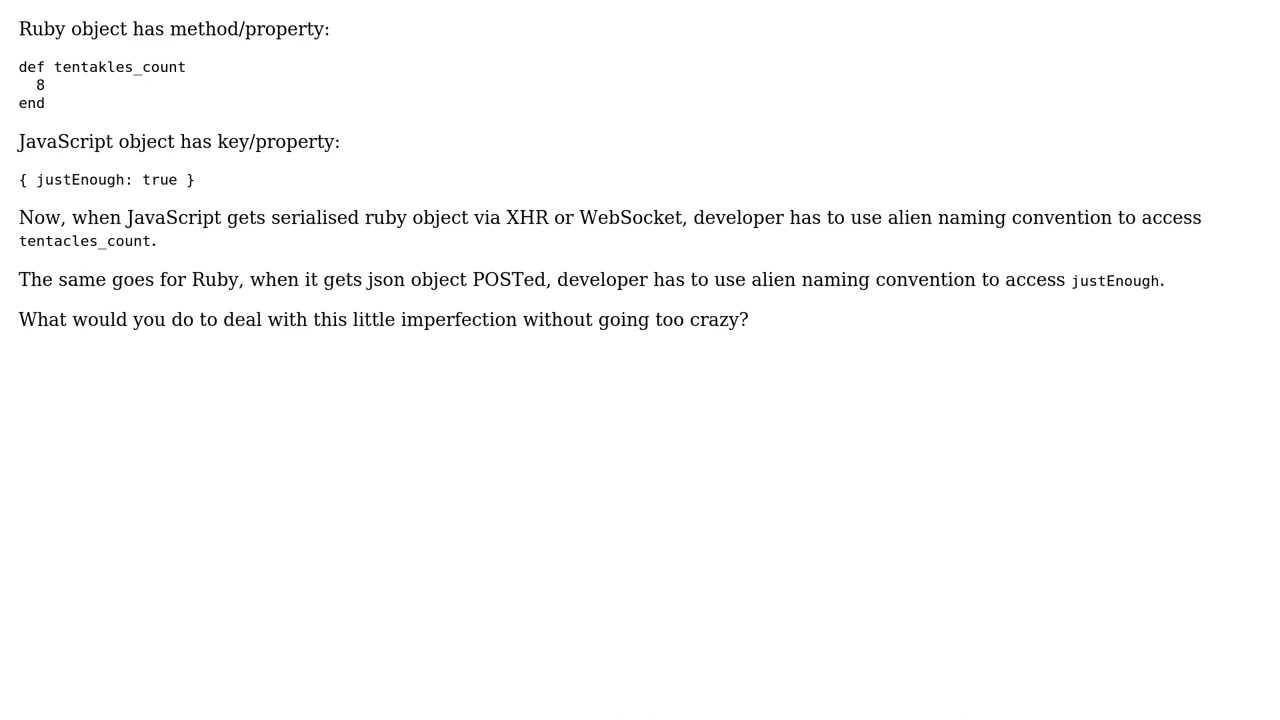 Ruby object has method/property:
def tentakles_count
  8
end
JavaScript object has key/property:
{ justEnough: true }
Now, when JavaScript gets serialised ruby object via XHR or WebSocket, developer has to use alien naming convention to access
tentacles_count.
The same goes for Ruby, when it gets json object POSTed, developer has to use alien naming convention to access justEnough.
What would you do to deal with this little imperfection without going too crazy?